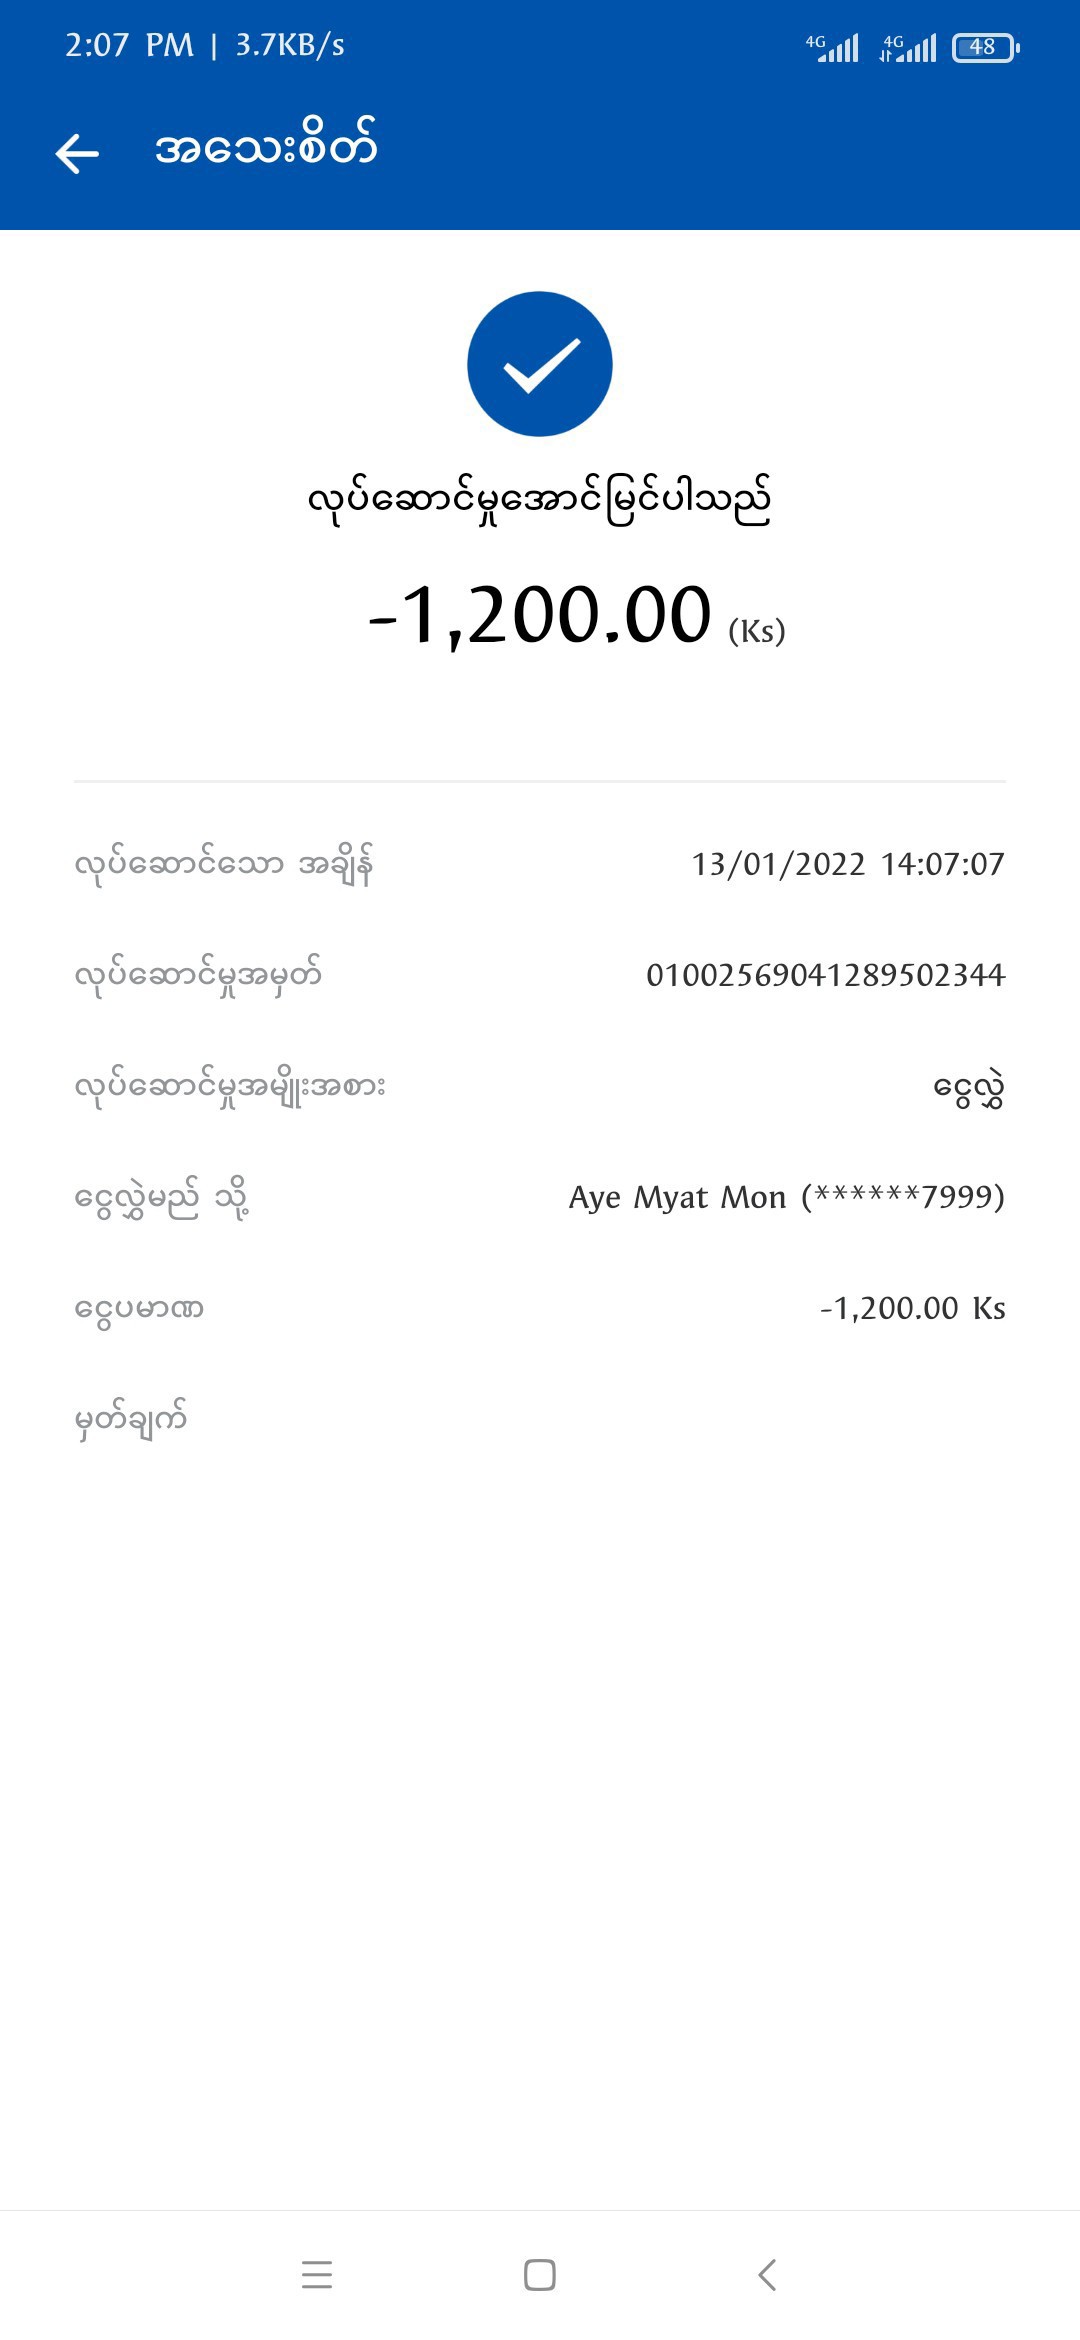 2:07 PM | 3.7KB/s 4G 4G 48
အသေးစိတ်
လုပ်ဆောင်မှုအောင်မြင်ပါသည်
-1,200.00 (Ks)
လုပ်ဆောင်သော အချိန် 13/01/2022 14:07:07
လုပ်ဆောင်မှုအမှတ် 01002569041289502344
လုပ်ဆောင်မှုအမျိုးအစား ငွေလွှဲ
ငွေလွှဲမည် သို့ Aye Myat Mon (******7999)
ငွေပမာဏ -1,200.00 Ks
မှတ်ချက်